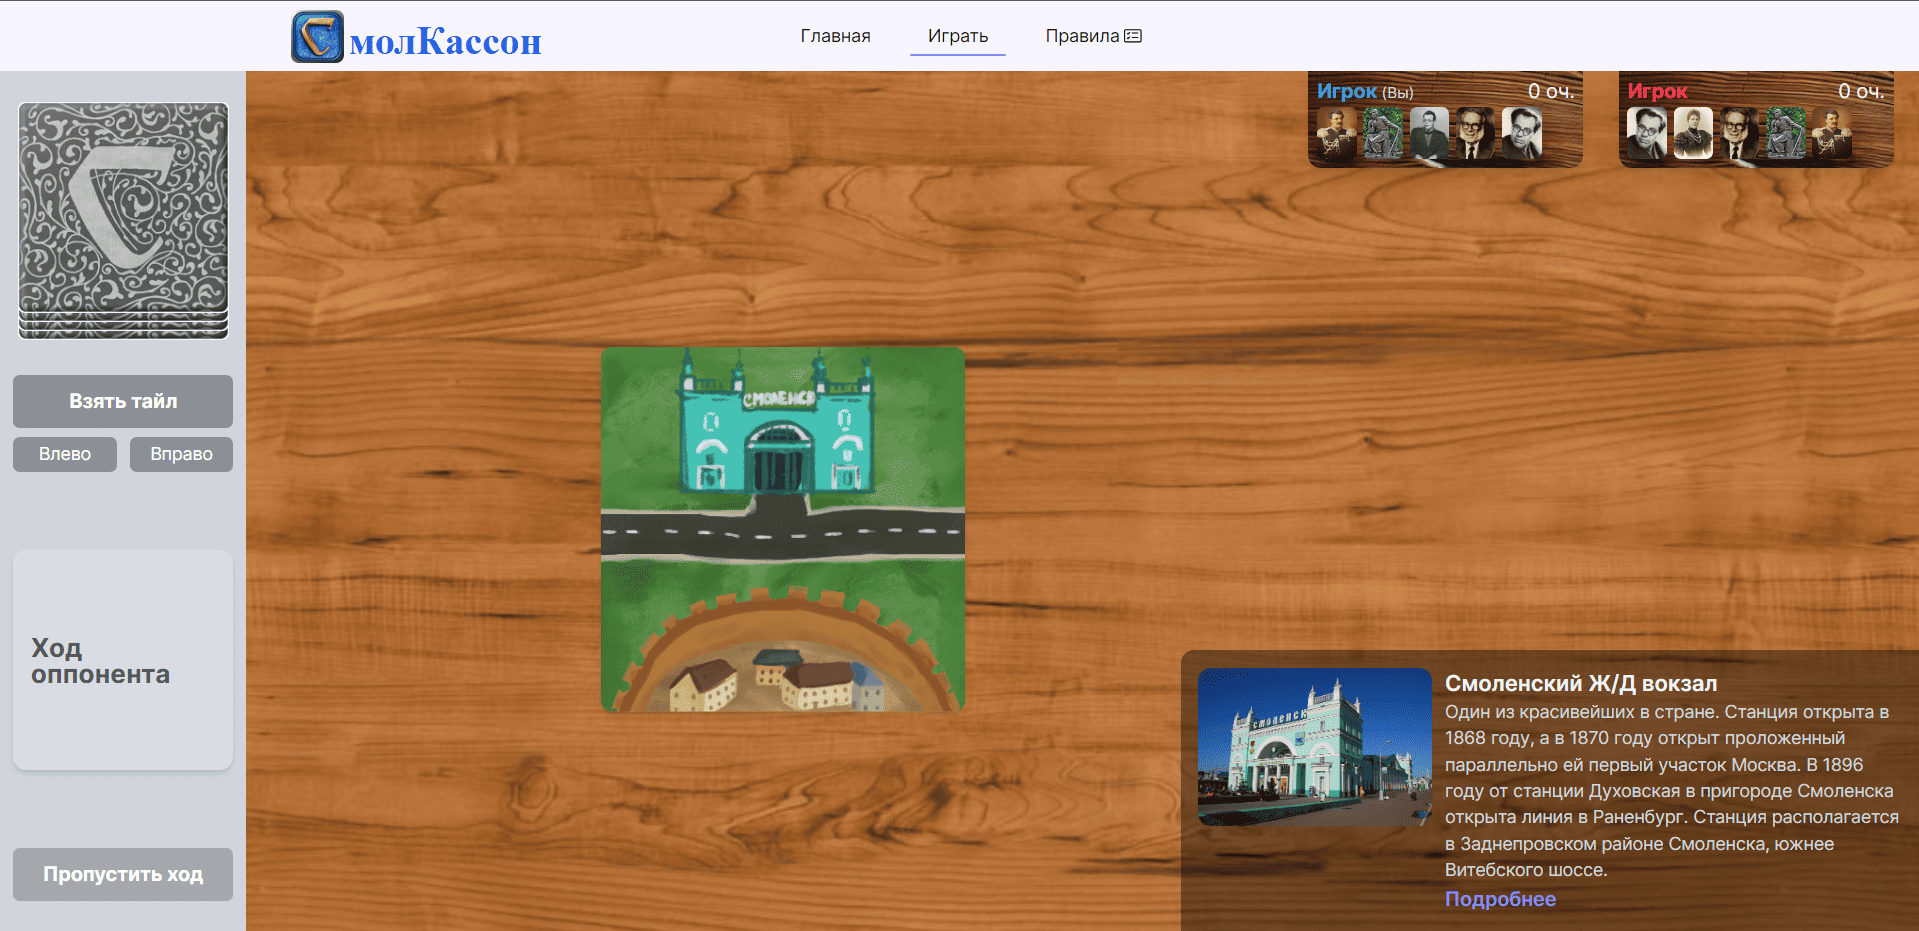 СмолКассон
Главная
Играть
Правила
Игрок (Вы)
0 оч.
Игрок
0 оч.
Взять тайл
Влево
Вправо
СМОЛЕНСК
Ход
оппонента
Пропустить ход
смоленск
Смоленский Ж/Д вокзал
Один из красивейших в стране. Станция открыта в
1868 году, а в 1870 году открыт проложенный
параллельно ей первый участок Москва. В 1896
году от станции Духовская в пригороде Смоленска
открыта линия в Раненбург. Станция располагается
в Заднепровском районе Смоленска, южнее
Витебского шоссе.
Подробнее